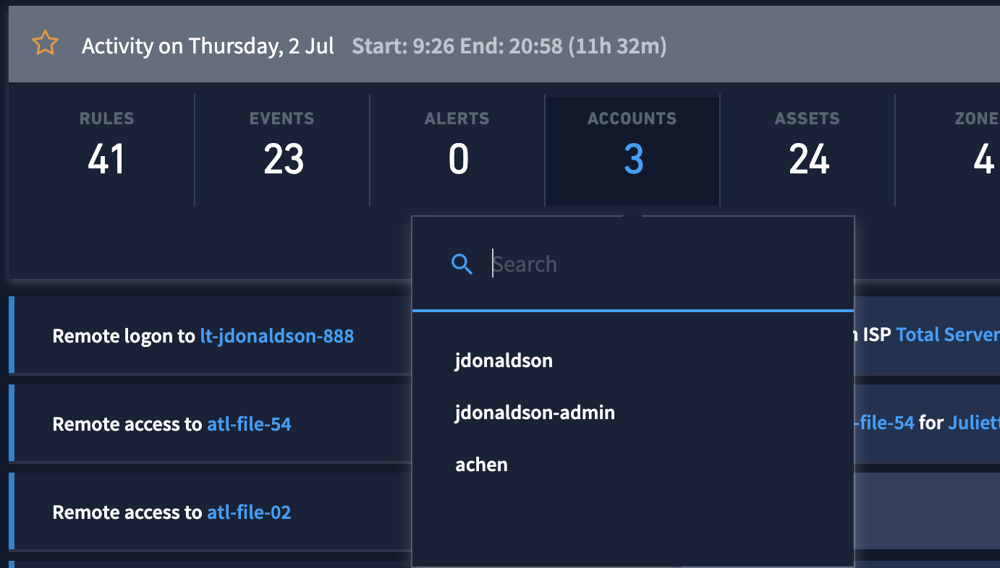 Activity on Thursday, 2 Jul Start: 9:26 End: 20:58 (11h 32m)
RULES EVENTS ALERTS ACCOUNTS ASSETS ZONE
41 23 0 3 24 4
Search
Remote logon to lt-jdonaldson-888
ISP Total Server
jdonaldson
jdonaldson-admin
Remote access to atl-file-54
-file-54 for Juliett
achen
Remote access to atl-file-02